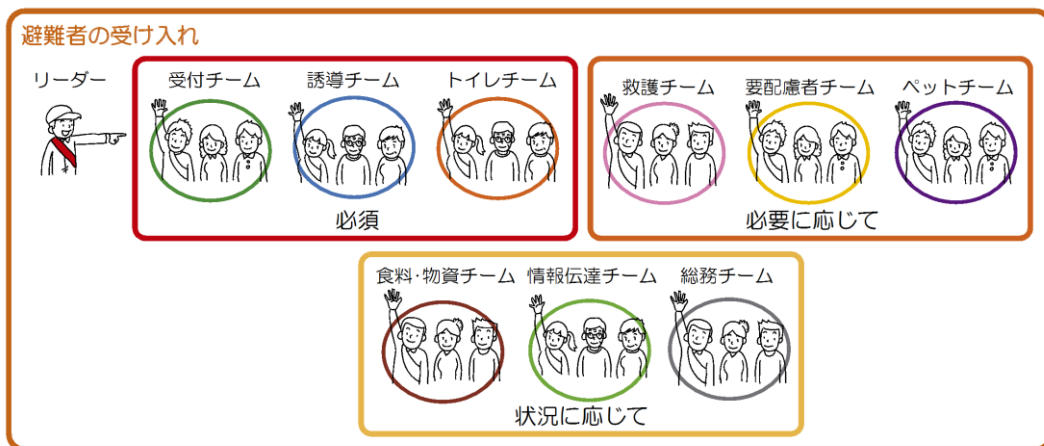 避難者の受け入れ
リーダー
受付チーム
誘導チーム
トイレチーム
必須
救護チーム
要配慮者チーム
ペットチーム
必要に応じて
食料・物資チーム
情報伝達チーム
総務チーム
状況に応じて